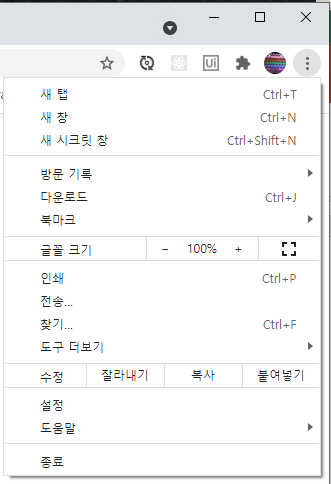 Ui
새 탭 Ctrl+T
새 창 Ctrl+N
새 시크릿 창 Ctrl+Shift+N
방문 기록
다운로드 Ctrl+J
북마크
글꼴 크기 - 100% +
인쇄 Ctrl+P
전송...
찾기... Ctrl+F
도구 더보기
수정 잘라내기 복사 붙여넣기
설정
도움말
종료